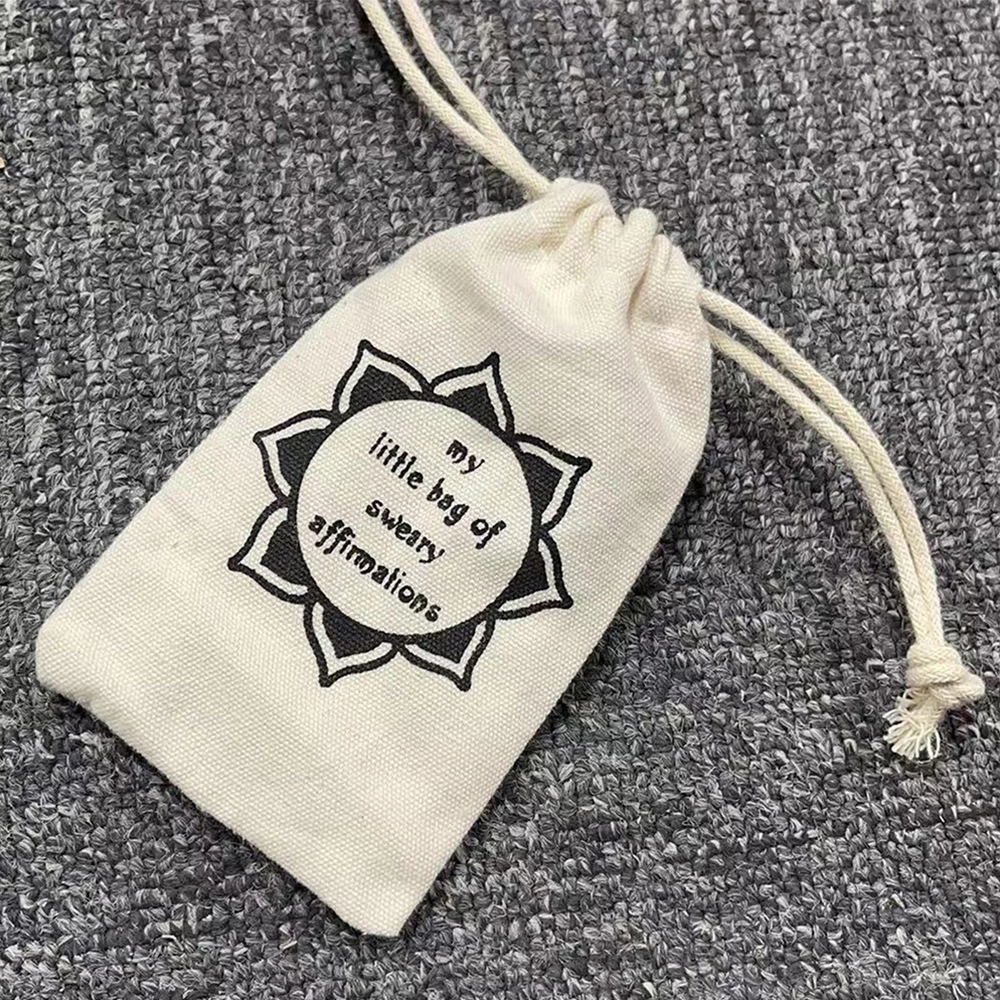 my
little bag of
sweary
affirmations